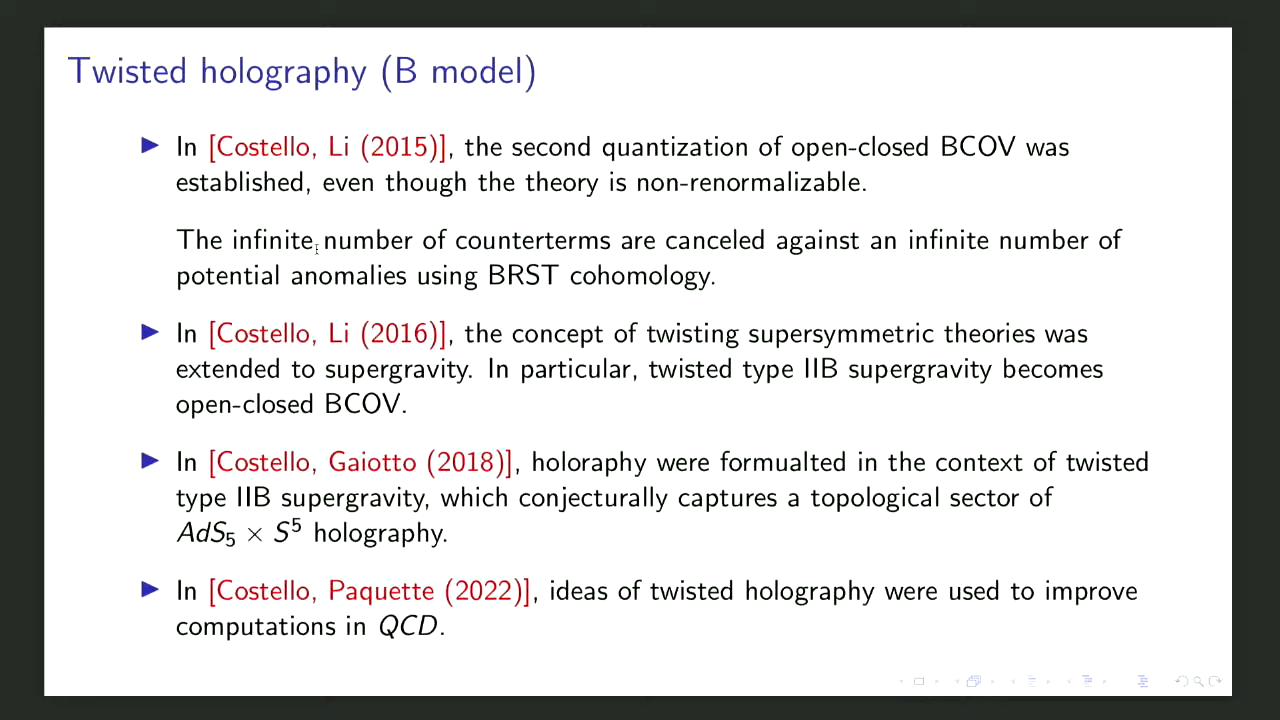 Twisted holography (B model)
▶ In [Costello, Li (2015)], the second quantization of open-closed BCOV was
established, even though the theory is non-renormalizable.
The infinite number of counterterms are canceled against an infinite number of
potential anomalies using BRST cohomology.
▶ In [Costello, Li (2016)], the concept of twisting supersymmetric theories was
extended to supergravity. In particular, twisted type IIB supergravity becomes
open-closed BCOV.
▶ In [Costello, Gaiotto (2018)], holoraphy were formualted in the context of twisted
type IIB supergravity, which conjecturally captures a topological sector of
AdS₅ × S⁵ holography.
▶ In [Costello, Paquette (2022)], ideas of twisted holography were used to improve
computations in QCD.